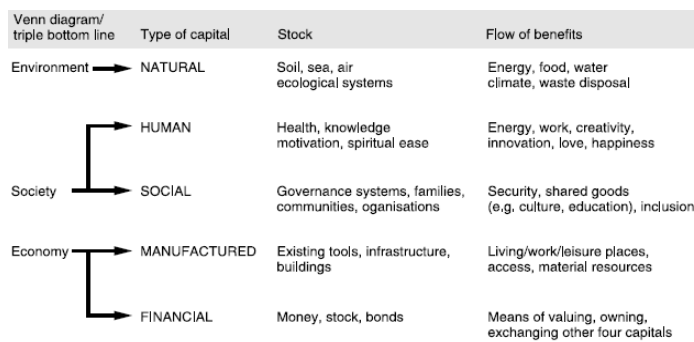 Venn diagram/
triple bottom line Type of capital Stock Flow of benefits
Environment NATURAL Soil, sea, air Energy, food, water
ecological systems climate, waste disposal
HUMAN Health, knowledge Energy, work, creativity,
motivation, spiritual ease innovation, love, happiness
Society SOCIAL Governance systems, families, Security, shared goods
communities, oganisations (e.g. culture, education), inclusion
Economy MANUFACTURED Existing tools, infrastructure, Living/work/leisure places,
buildings access, material resources
FINANCIAL Money, stock, bonds Means of valuing, owning,
exchanging other four capitals